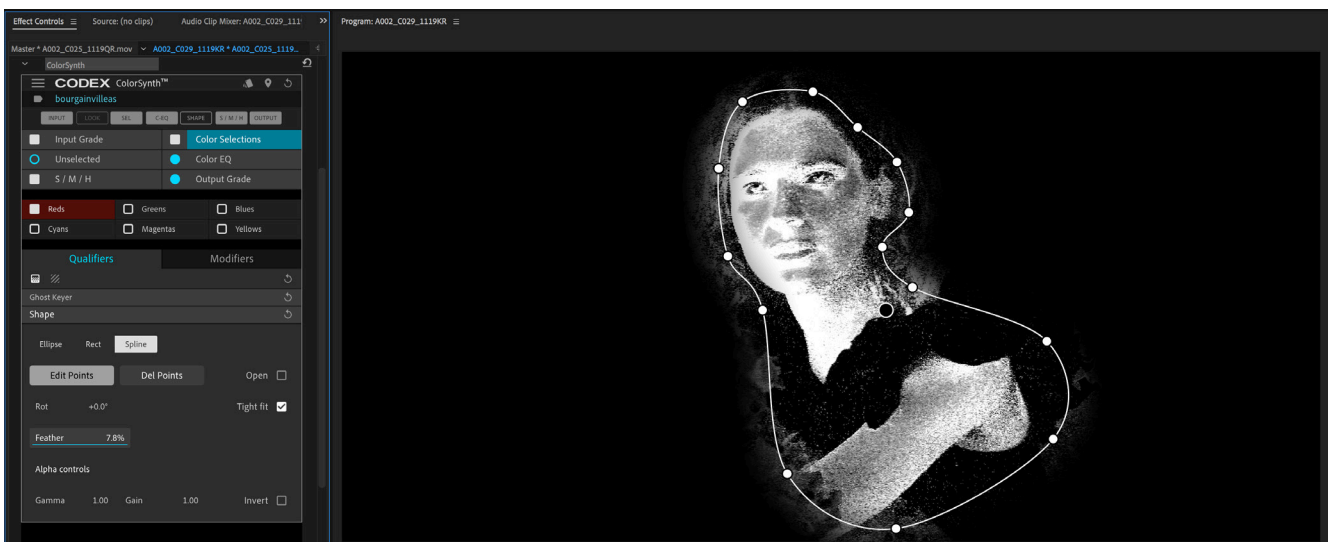 Effect Controls Source: (no clips) Audio Clip Mixer: A002_C029_111 Program: A002_C029_1119KR
Master * A002_C025_1119QR.mov A002_C029_1119KR * A002_C025_1119...
ColorSynth
CODEX ColorSynth™
bourgainvilleas
INPUT LOOK SEL C-EQ SHAPE S / M / H OUTPUT
Input Grade Color Selections
Unselected Color EQ
S / M / H Output Grade
Reds Greens Blues
Cyans Magentas Yellows
Qualifiers Modifiers
Ghost Keyer
Shape
Ellipse Rect Spline
Edit Points Del Points Open
Rot +0.0° Tight fit
Feather 7.8%
Alpha controls
Gamma 1.00 Gain 1.00 Invert